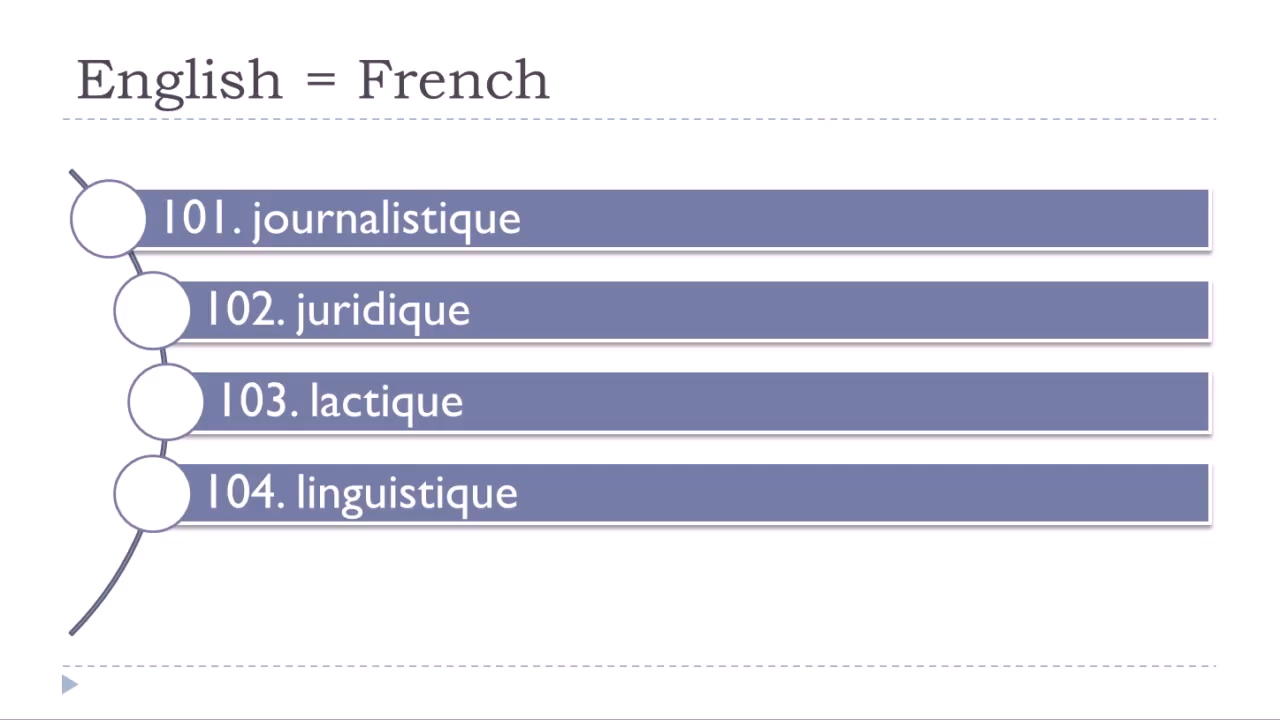 English = French
101. journalistique
102. juridique
103. lactique
104. linguistique